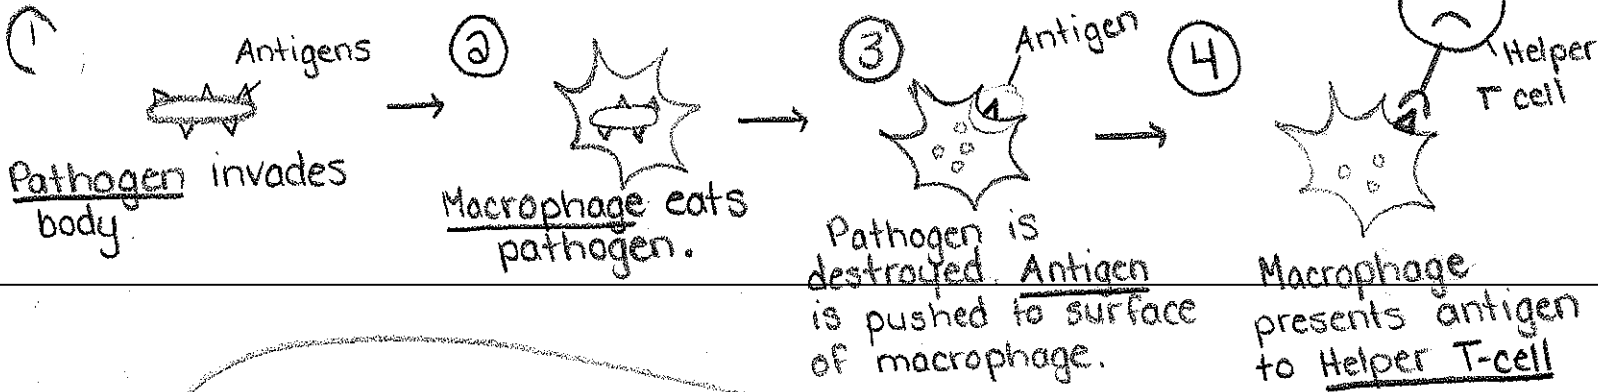 1
Antigens
Pathogen invades
body
2
Macrophage eats
pathogen.
3
Antigen
Pathogen is
destroyed. Antigen
is pushed to surface
of macrophage.
4
Helper
T cell
Macrophage
presents antigen
to Helper T-cell